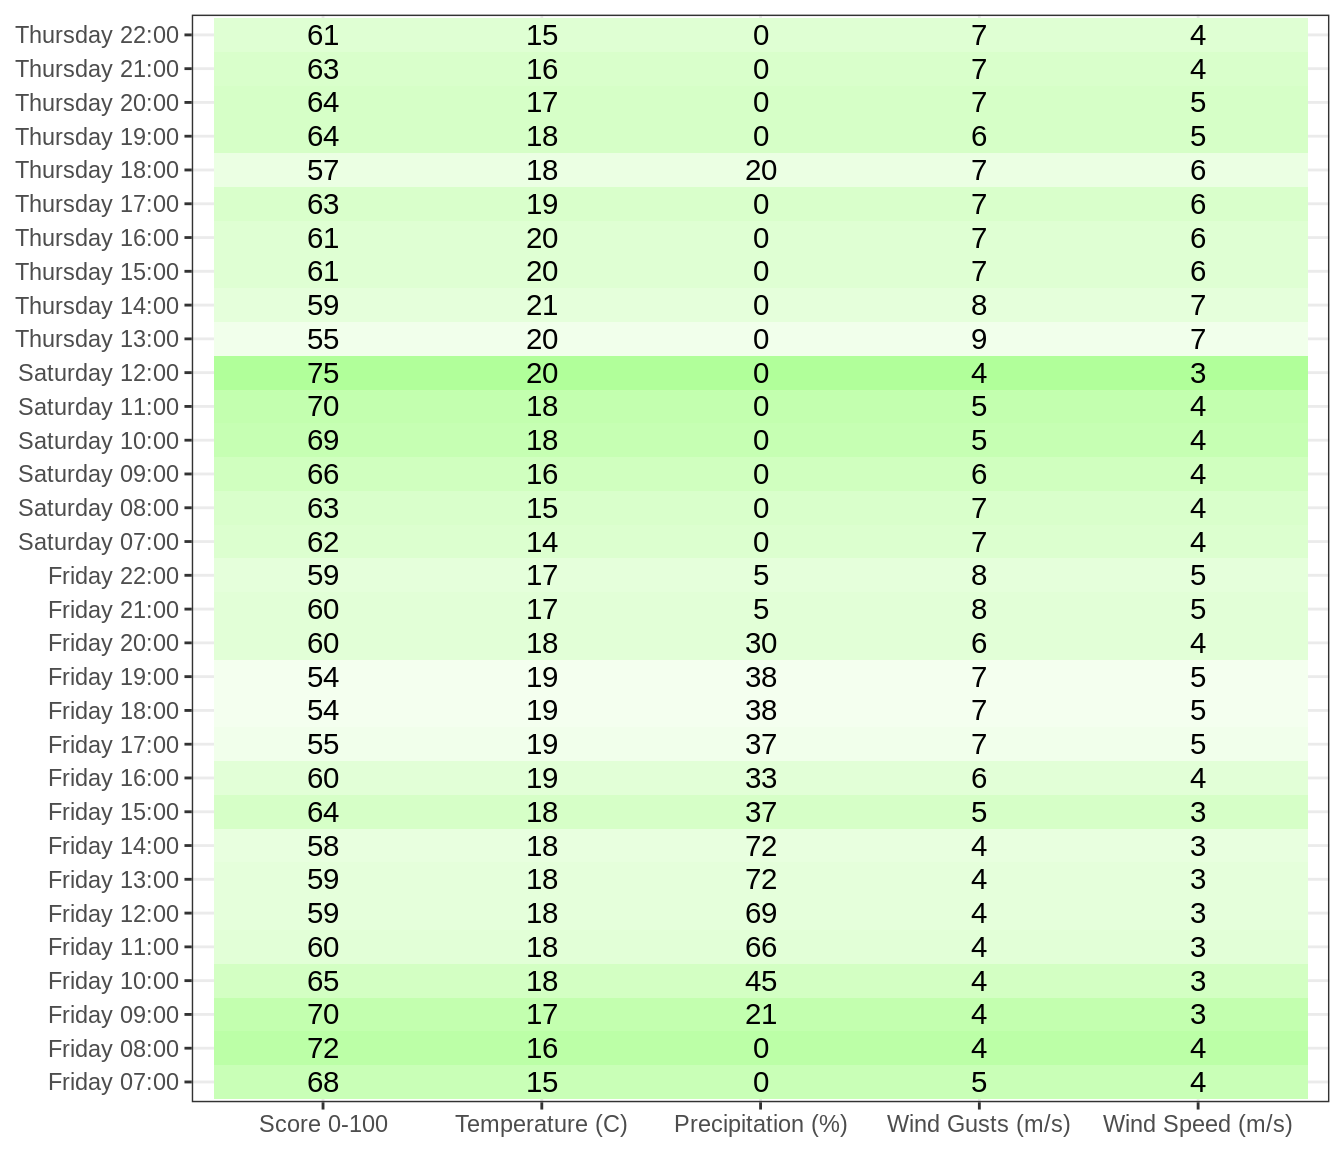 Thursday 22:00 61 15 0 7 4
Thursday 21:00 63 16 0 7 4
Thursday 20:00 64 17 0 7 5
Thursday 19:00 64 18 0 6 5
Thursday 18:00 57 18 20 7 6
Thursday 17:00 63 19 0 7 6
Thursday 16:00 61 20 0 7 6
Thursday 15:00 61 20 0 7 6
Thursday 14:00 59 21 0 8 7
Thursday 13:00 55 20 0 9 7
Saturday 12:00 75 20 0 4 3
Saturday 11:00 70 18 0 5 4
Saturday 10:00 69 18 0 5 4
Saturday 09:00 66 16 0 6 4
Saturday 08:00 63 15 0 7 4
Saturday 07:00 62 14 0 7 4
Friday 22:00 59 17 5 8 5
Friday 21:00 60 17 5 8 5
Friday 20:00 60 18 30 6 4
Friday 19:00 54 19 38 7 5
Friday 18:00 54 19 38 7 5
Friday 17:00 55 19 37 7 5
Friday 16:00 60 19 33 6 4
Friday 15:00 64 18 37 5 3
Friday 14:00 58 18 72 4 3
Friday 13:00 59 18 72 4 3
Friday 12:00 59 18 69 4 3
Friday 11:00 60 18 66 4 3
Friday 10:00 65 18 45 4 3
Friday 09:00 70 17 21 4 3
Friday 08:00 72 16 0 4 4
Friday 07:00 68 15 0 5 4
Score 0-100 Temperature (C) Precipitation (%) Wind Gusts (m/s) Wind Speed (m/s)